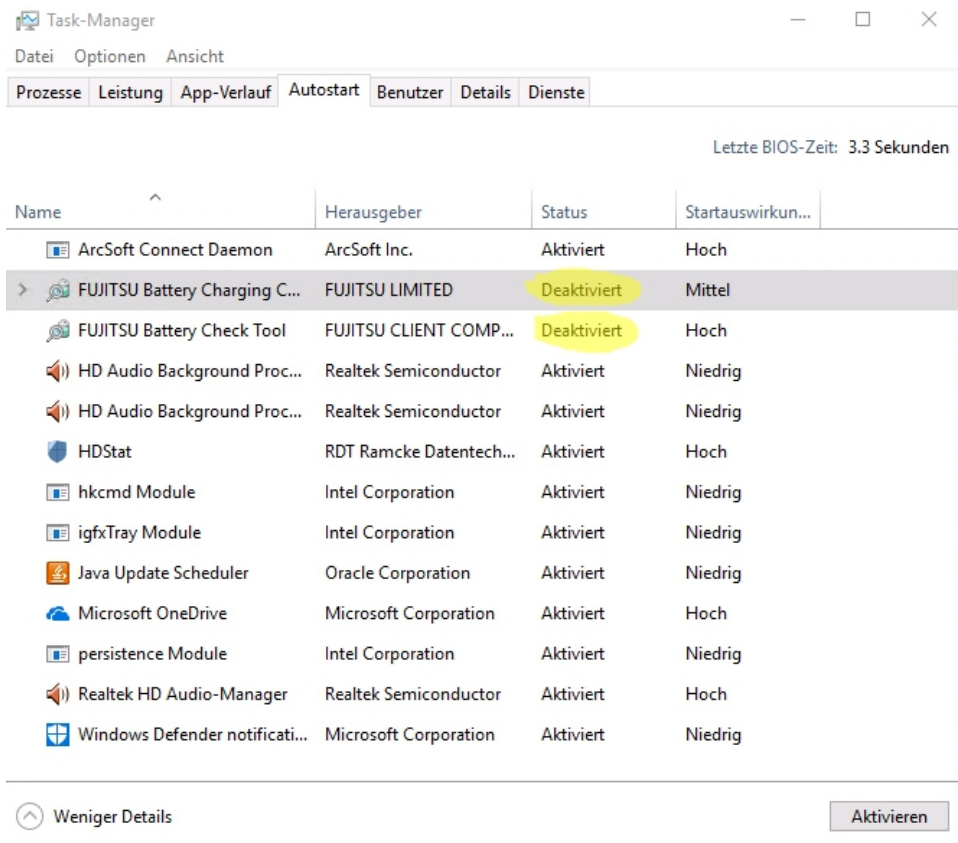 Task-Manager
Datei Optionen Ansicht
Prozesse Leistung App-Verlauf Autostart Benutzer Details Dienste
Letzte BIOS-Zeit: 3.3 Sekunden
Name Herausgeber Status Startauswirkun...
ArcSoft Connect Daemon ArcSoft Inc. Aktiviert Hoch
FUJITSU Battery Charging C... FUJITSU LIMITED Deaktiviert Mittel
FUJITSU Battery Check Tool FUJITSU CLIENT COMP... Deaktiviert Hoch
HD Audio Background Proc... Realtek Semiconductor Aktiviert Niedrig
HD Audio Background Proc... Realtek Semiconductor Aktiviert Niedrig
HDStat RDT Ramcke Datentech... Aktiviert Hoch
hkcmd Module Intel Corporation Aktiviert Niedrig
igfxTray Module Intel Corporation Aktiviert Niedrig
Java Update Scheduler Oracle Corporation Aktiviert Niedrig
Microsoft OneDrive Microsoft Corporation Aktiviert Hoch
persistence Module Intel Corporation Aktiviert Niedrig
Realtek HD Audio-Manager Realtek Semiconductor Aktiviert Hoch
Windows Defender notificati... Microsoft Corporation Aktiviert Niedrig
Weniger Details Aktivieren